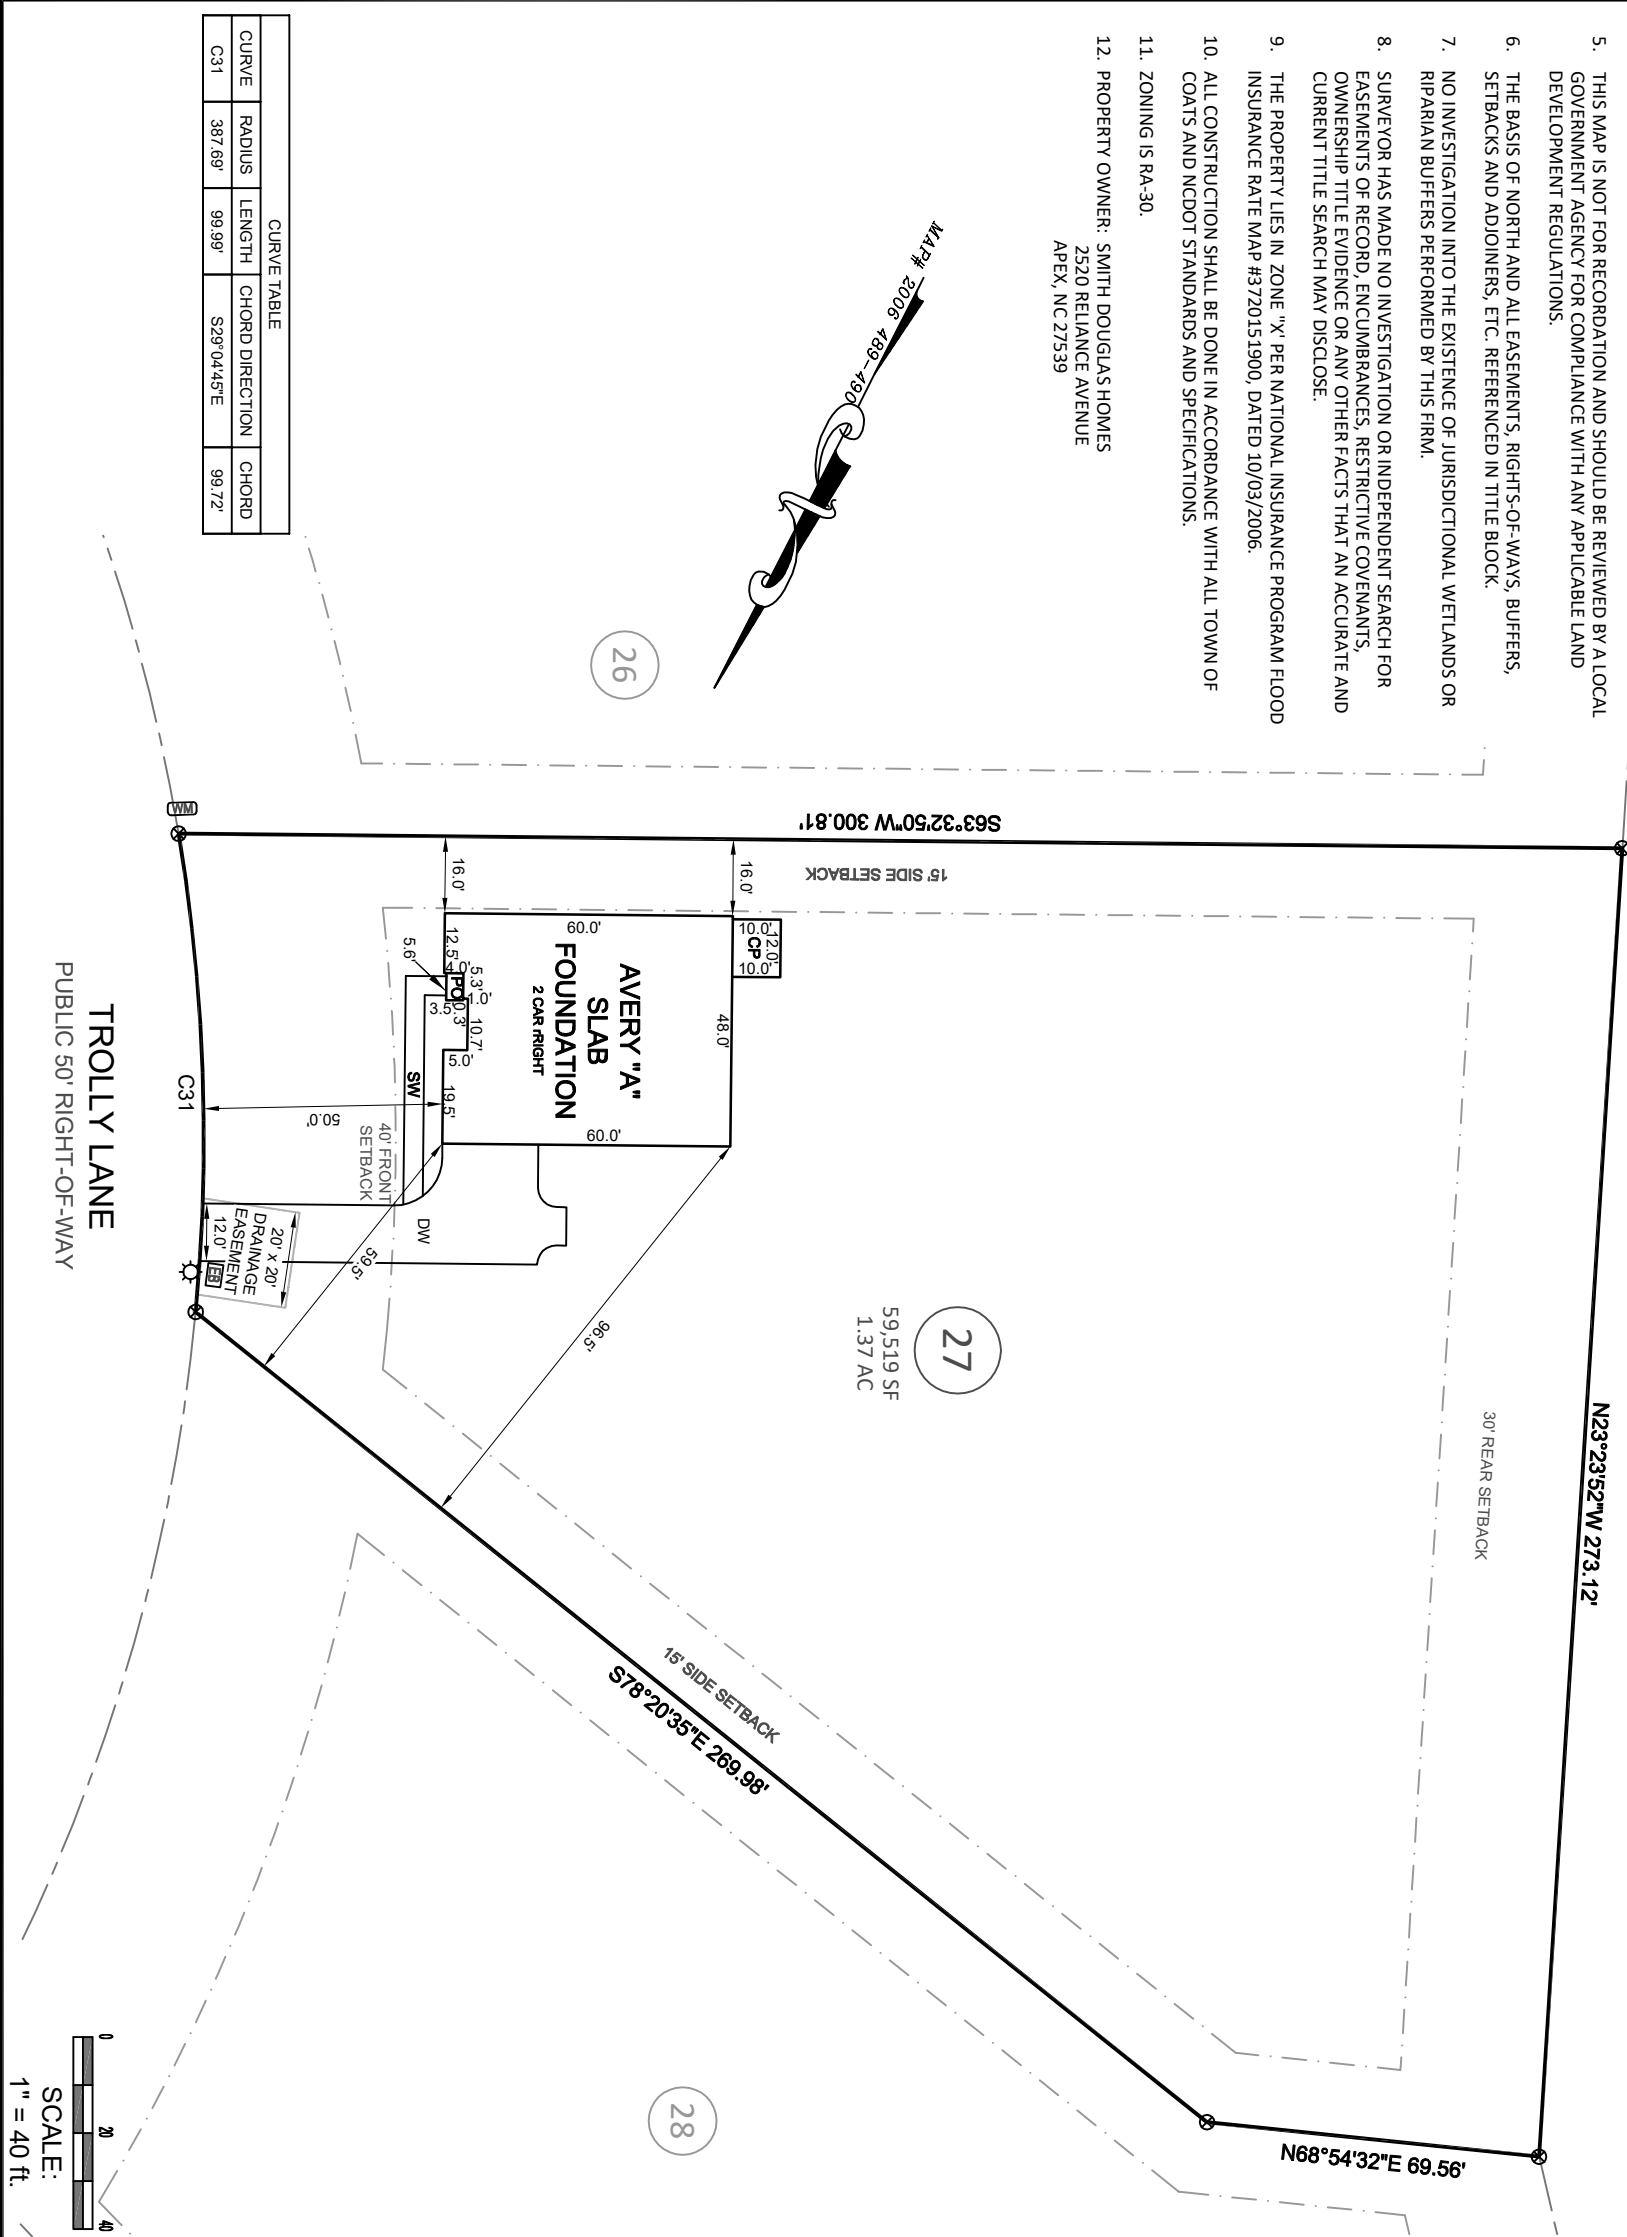 5. THIS MAP IS NOT FOR RECORDATION AND SHOULD BE REVIEWED BY A LOCAL
GOVERNMENT AGENCY FOR COMPLIANCE WITH ANY APPLICABLE LAND
DEVELOPMENT REGULATIONS.
6. THE BASIS OF NORTH AND ALL EASEMENTS, RIGHTS-OF-WAYS, BUFFERS,
SETBACKS AND ADJOINERS, ETC. REFERENCED IN TITLE BLOCK.
7. NO INVESTIGATION INTO THE EXISTENCE OF JURISDICTIONAL WETLANDS OR
RIPARIAN BUFFERS PERFORMED BY THIS FIRM.
8. SURVEYOR HAS MADE NO INVESTIGATION OR INDEPENDENT SEARCH FOR
EASEMENTS OF RECORD, ENCUMBRANCES, RESTRICTIVE COVENANTS,
OWNERSHIP TITLE EVIDENCE OR ANY OTHER FACTS THAT AN ACCURATE AND
CURRENT TITLE SEARCH MAY DISCLOSE.
9. THE PROPERTY LIES IN ZONE "X' PER NATIONAL INSURANCE PROGRAM FLOOD
INSURANCE RATE MAP #3720151900, DATED 10/03/2006.
10. ALL CONSTRUCTION SHALL BE DONE IN ACCORDANCE WITH ALL TOWN OF
COATS AND NCDOT STANDARDS AND SPECIFICATIONS.
11. ZONING IS RA-30.
12. PROPERTY OWNER: SMITH DOUGLAS HOMES
2520 RELIANCE AVENUE
APEX, NC 27539
MAP# 2006 489-490
CURVE TABLE
CURVE RADIUS LENGTH CHORD DIRECTION CHORD
C31 387.69' 99.99' S29°04'45"E 99.72'
26
N23°23'52"W 273.12'
30' REAR SETBACK
S63°32'50"W 300.81'
15' SIDE SETBACK
27
59,519 SF
1.37 AC
16.0'
16.0'
10.0'
12.0'
CP
10.0'
48.0'
60.0'
AVERY "A"
SLAB
FOUNDATION
2 CAR rRIGHT
60.0'
12.5'
4.0'
5.3'
PO
1.0'
0.3'
3.5'
10.7'
5.0'
19.5'
5.6'
SW
DW
50.0'
40' FRONT
SETBACK
59.5'
96.5'
20' x 20'
DRAINAGE
EASEMENT
12.0'
EB
WM
C31
TROLLY LANE
PUBLIC 50' RIGHT-OF-WAY
15' SIDE SETBACK
S78°20'35"E 269.98'
N68°54'32"E 69.56'
28
0 20 40
SCALE:
1" = 40 ft.